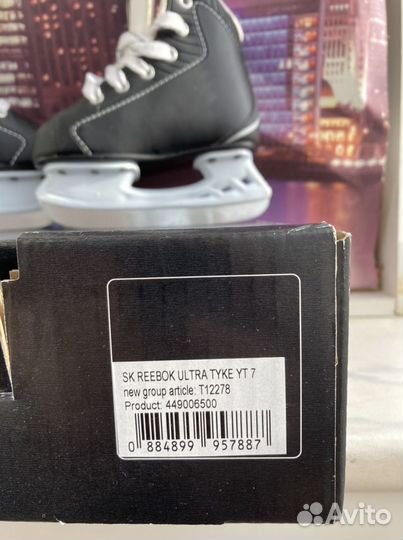 SK REEBOK ULTRA TYKE YT 7
new group article: T12278
Product: 449006500
0 884899 957887
Avito